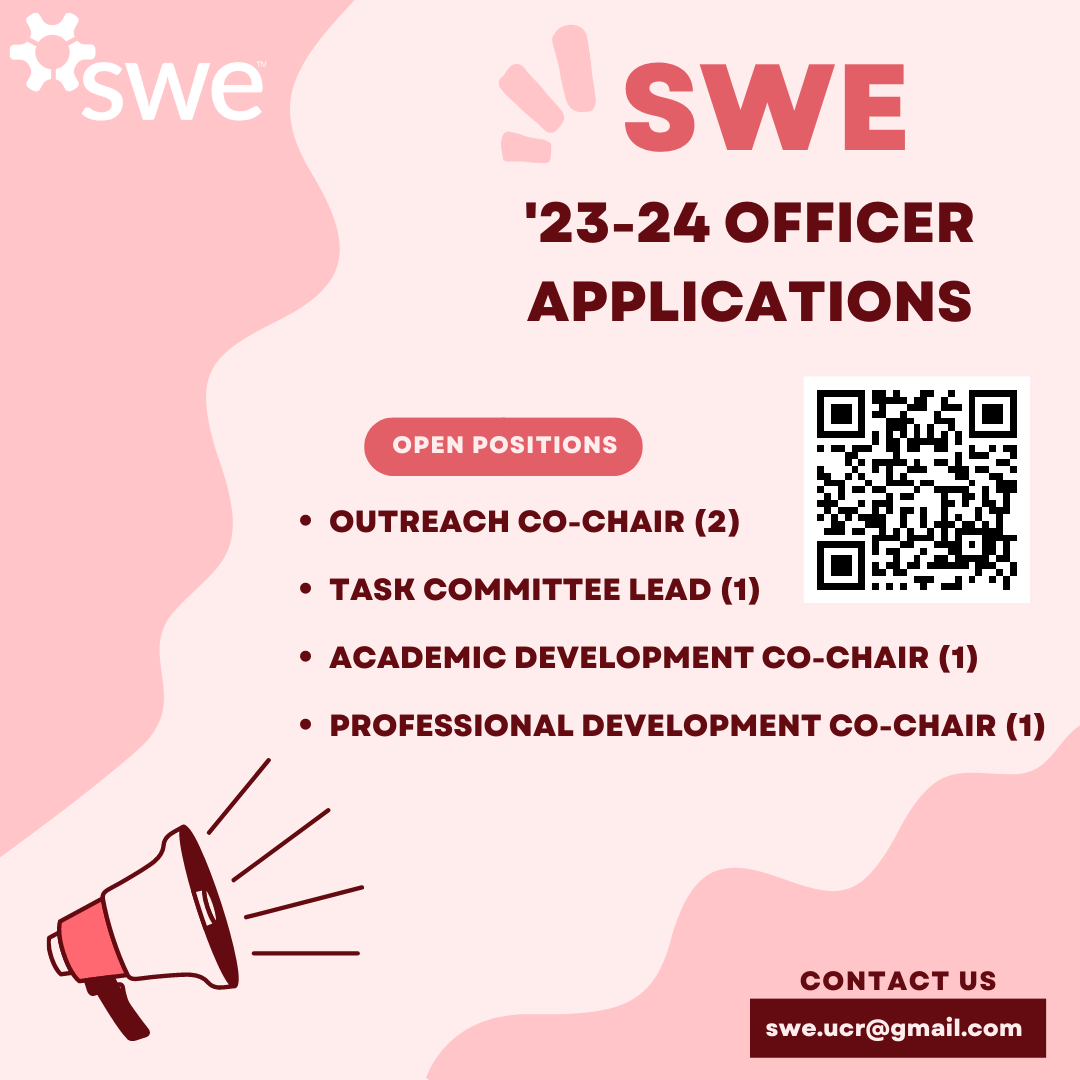 swe™
SWE
'23-24 OFFICER
APPLICATIONS
OPEN POSITIONS
• OUTREACH CO-CHAIR (2)
• TASK COMMITTEE LEAD (1)
• ACADEMIC DEVELOPMENT CO-CHAIR (1)
• PROFESSIONAL DEVELOPMENT CO-CHAIR (1)
CONTACT US
swe.ucr@gmail.com